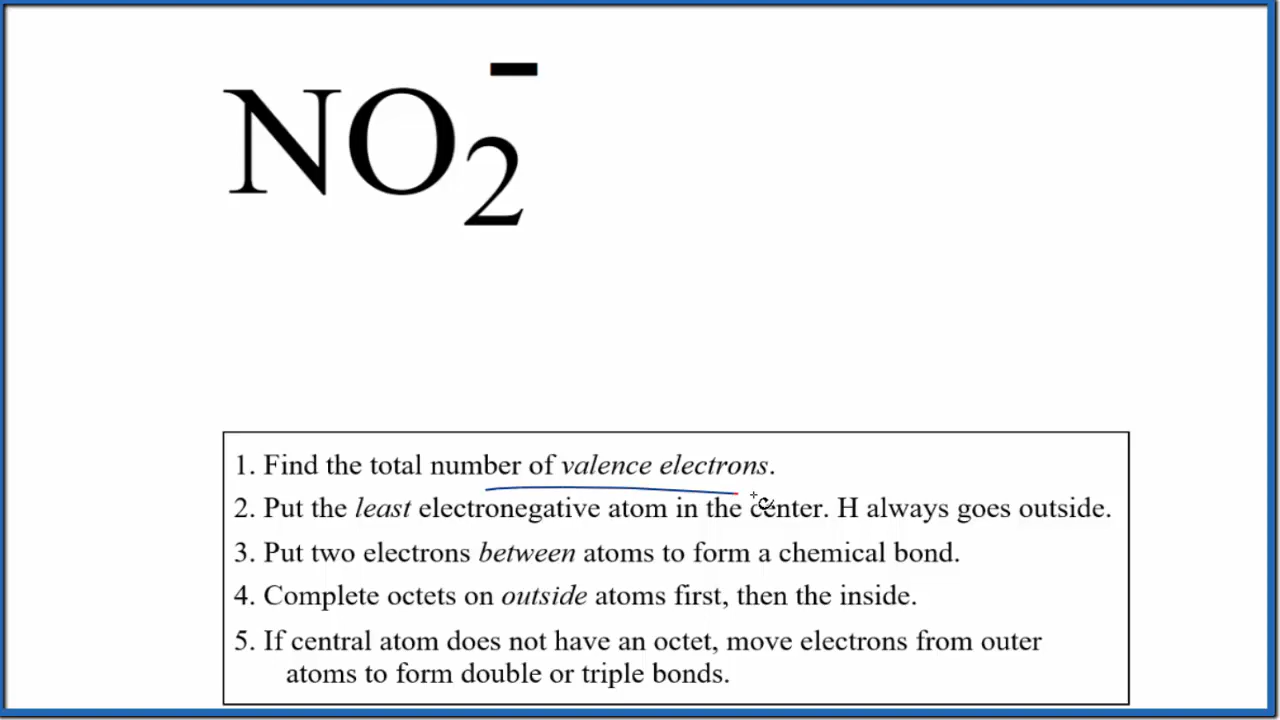 NO₂⁻
1. Find the total number of valence electrons.
2. Put the least electronegative atom in the center. H always goes outside.
3. Put two electrons between atoms to form a chemical bond.
4. Complete octets on outside atoms first, then the inside.
5. If central atom does not have an octet, move electrons from outer
atoms to form double or triple bonds.